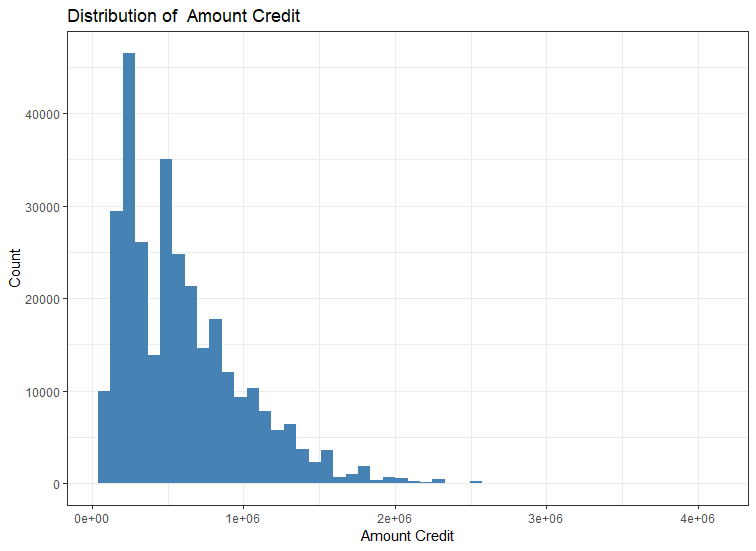 Distribution of  Amount Credit
Count
40000
30000
20000
10000
0
0e+00 1e+06 2e+06 3e+06 4e+06
Amount Credit